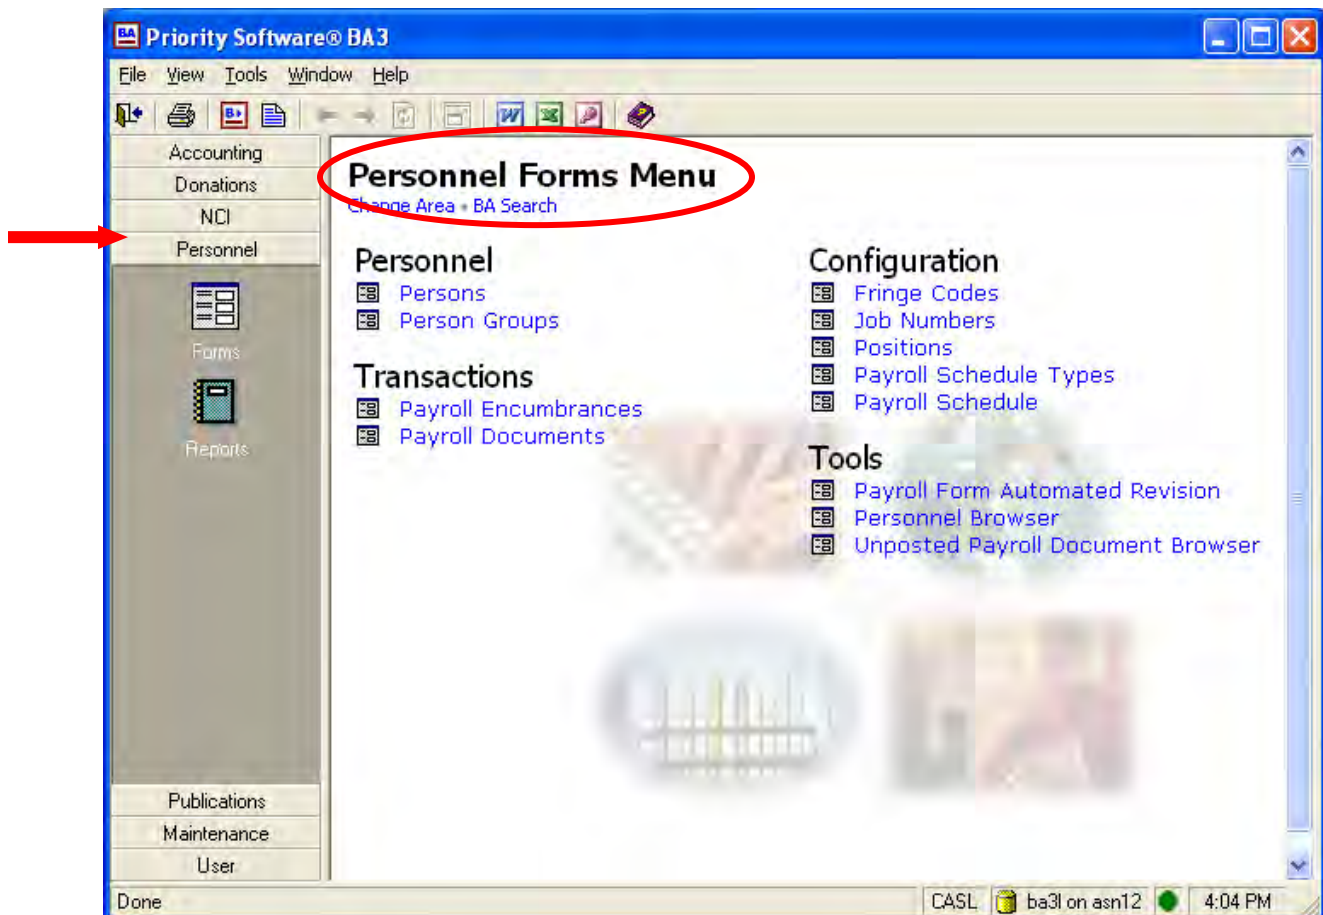 BA Priority Software® BA3
File View Tools Window Help
Accounting
Donations
NCI
Personnel
Forms
Reports
Publications
Maintenance
User
Personnel Forms Menu
Change Area • BA Search
Personnel
Persons
Person Groups
Transactions
Payroll Encumbrances
Payroll Documents
Configuration
Fringe Codes
Job Numbers
Positions
Payroll Schedule Types
Payroll Schedule
Tools
Payroll Form Automated Revision
Personnel Browser
Unposted Payroll Document Browser
Done CASL ba3l on asn12 4:04 PM